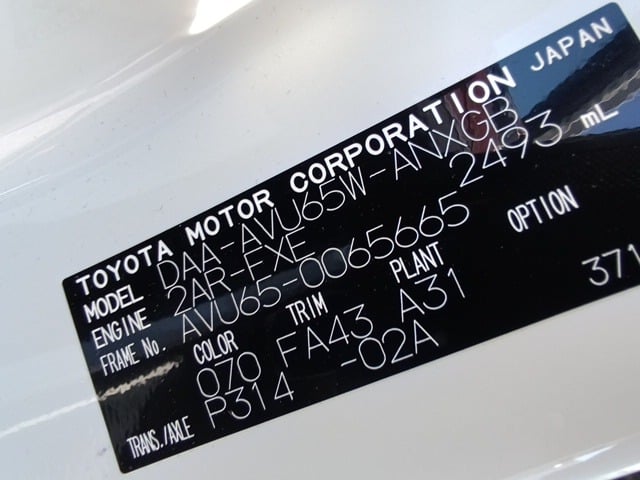 TOYOTA MOTOR CORPORATION JAPAN
MODEL DAA-AVU65W-ANXGB
ENGINE 2AR-FXE 2493 mL
FRAME No. AVU65-0065665
COLOR TRIM PLANT OPTION
070 FA43 A31 371
TRANS./AXLE P314 -02A